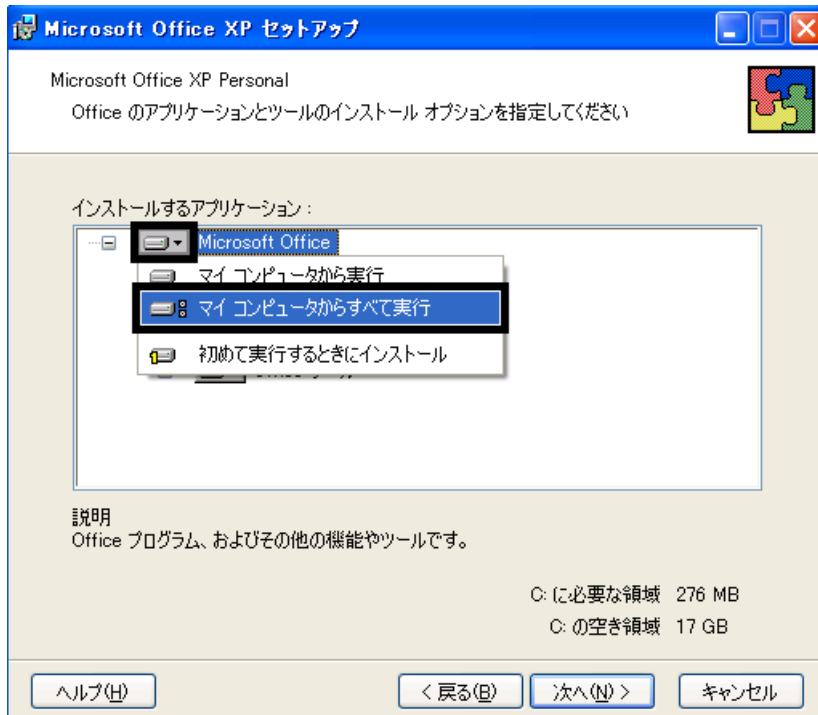 Microsoft Office XP セットアップ
Microsoft Office XP Personal
Office のアプリケーションとツールのインストール オプションを指定してください
インストールするアプリケーション :
Microsoft Office
マイ コンピュータから実行
マイ コンピュータからすべて実行
初めて実行するときにインストール
説明
Office プログラム、およびその他の機能やツールです。
C: に必要な領域 276 MB
C: の空き領域 17 GB
ヘルプ(H)
< 戻る(B)
次へ(N) >
キャンセル